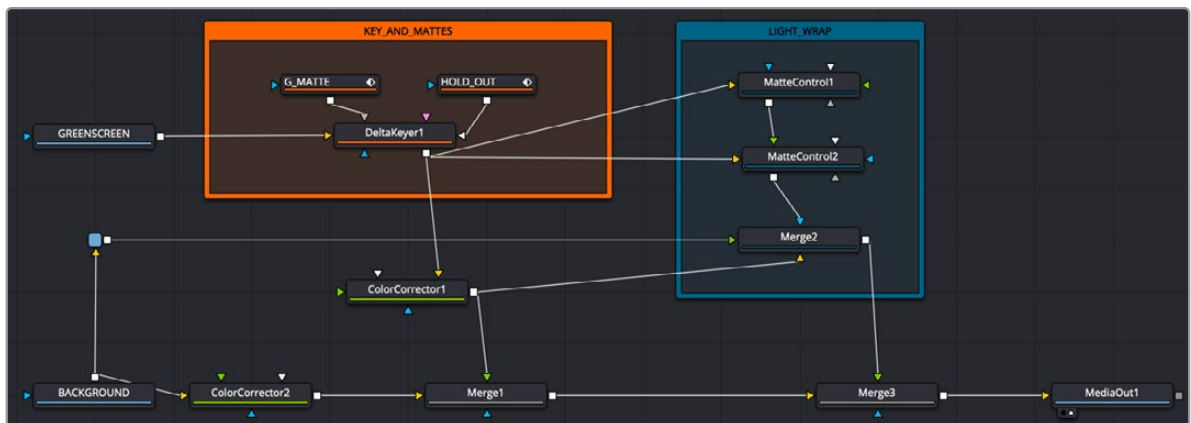 KEY_AND_MATTES
LIGHT_WRAP
G_MATTE
HOLD_OUT
MatteControl1
GREENSCREEN
DeltaKeyer1
MatteControl2
Merge2
ColorCorrector1
BACKGROUND
ColorCorrector2
Merge1
Merge3
MediaOut1